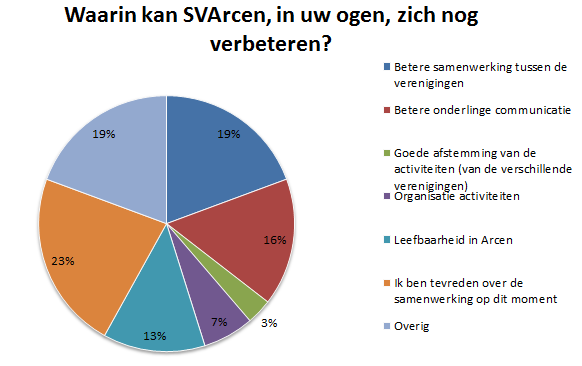 Waarin kan SVArcen, in uw ogen, zich nog
verbeteren?
Betere samenwerking tussen de
verenigingen
Betere onderlinge communicatie
Goede afstemming van de
activiteiten (van de verschillende
verenigingen)
Organisatie activiteiten
Leefbaarheid in Arcen
Ik ben tevreden over de
samenwerking op dit moment
Overig
19%
16%
3%
7%
13%
23%
19%